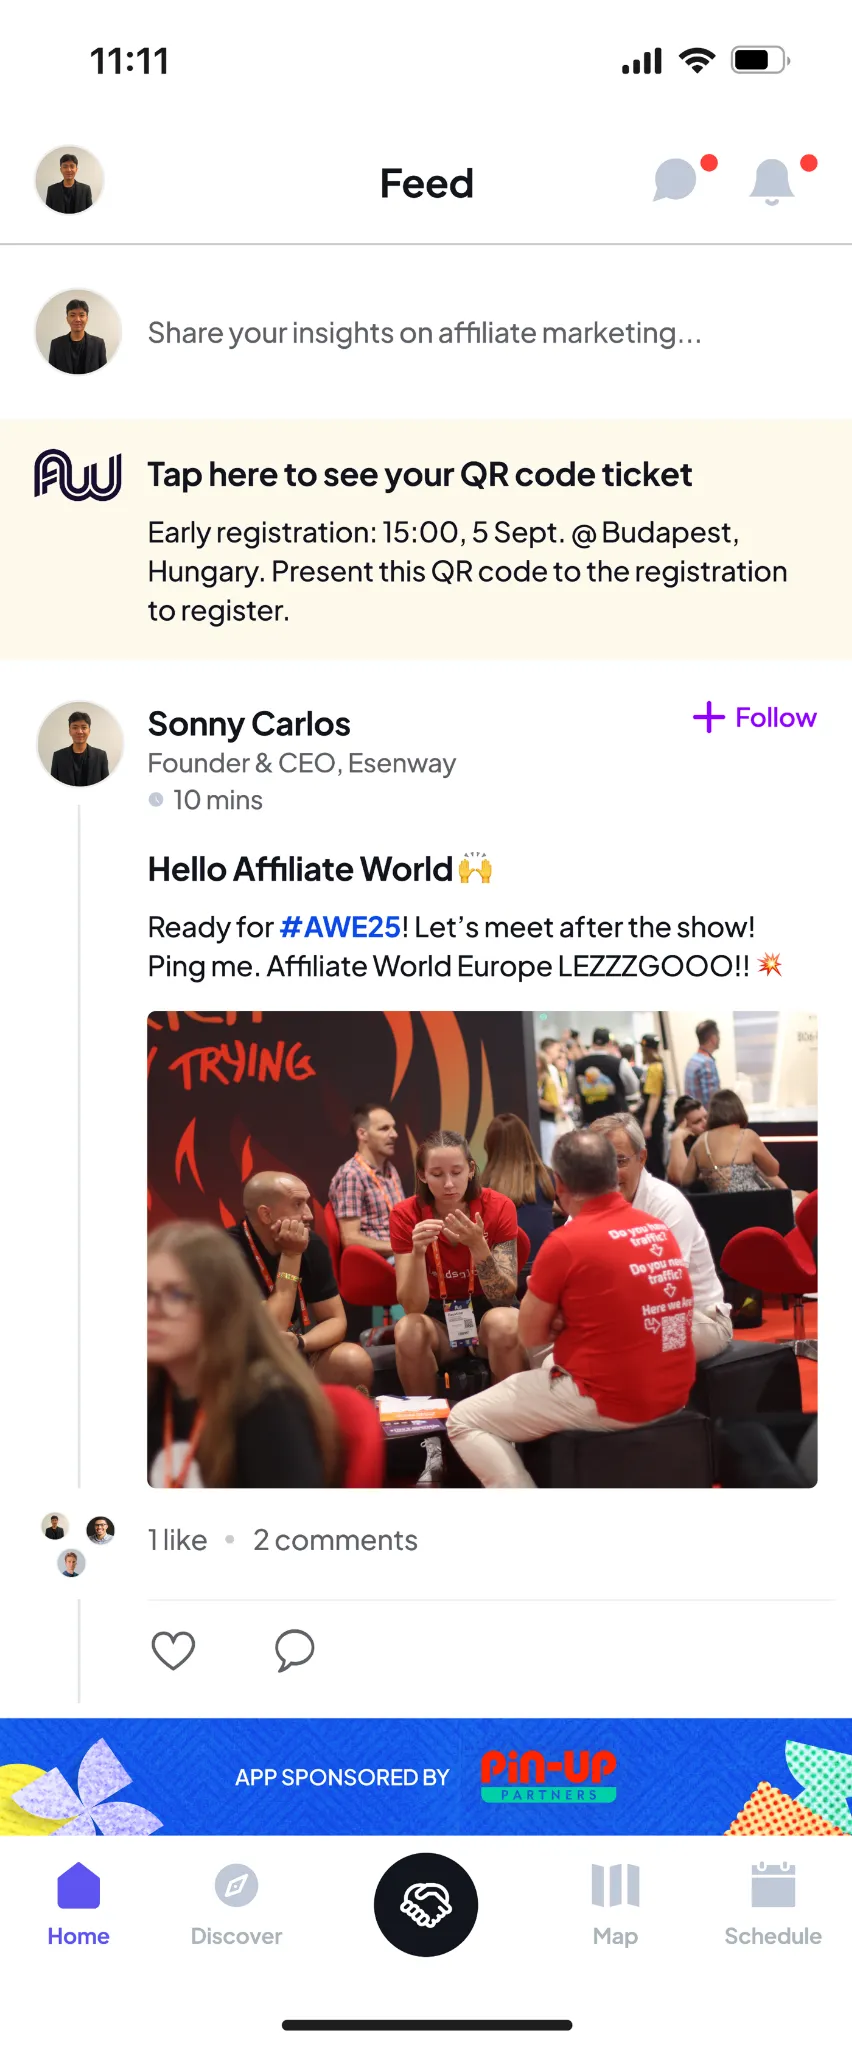 11:11
Feed
Share your insights on affiliate marketing...
AW
Tap here to see your QR code ticket
Early registration: 15:00, 5 Sept. @ Budapest,
Hungary. Present this QR code to the registration
to register.
Sonny Carlos
+ Follow
Founder & CEO, Esenway
10 mins
Hello Affiliate World 🙌
Ready for #AWE25! Let’s meet after the show!
Ping me. Affiliate World Europe LEZZZGOOO!! 💥
TRYING
Do you have
traffic?
Do you need
traffic?
Here we Are
1 like • 2 comments
APP SPONSORED BY
PiN-UP
PARTNERS
Home
Discover
Map
Schedule